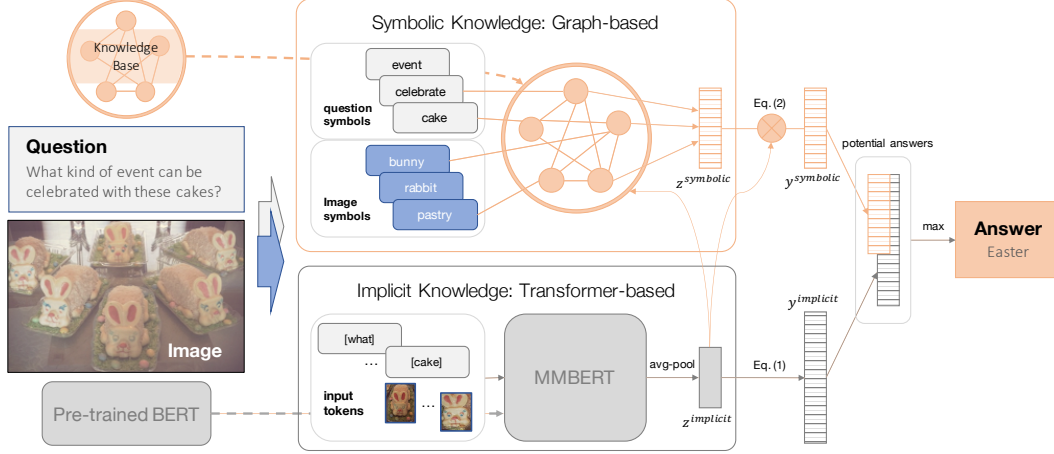 Symbolic Knowledge: Graph-based
Knowledge
Base
event
celebrate
cake
question
symbols
bunny
rabbit
pastry
Image
symbols
z^{symbolic}
Eq. (2)
y^{symbolic}
potential answers
max
Answer
Easter
Question
What kind of event can be
celebrated with these cakes?
Image
Pre-trained BERT
Implicit Knowledge: Transformer-based
[what]
...
[cake]
...
input
tokens
MMBERT
avg-pool
z^{implicit}
Eq. (1)
y^{implicit}